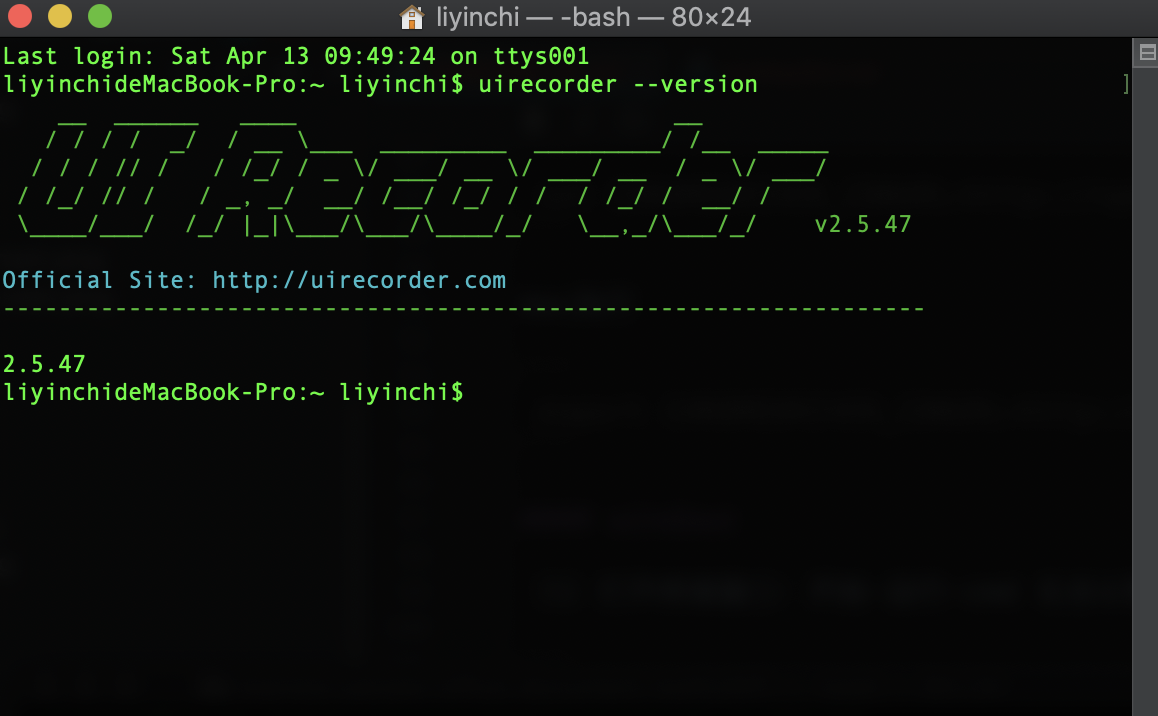 liyinchi — -bash — 80×24
Last login: Sat Apr 13 09:49:24 on ttys001
liyinchideMacBook-Pro:~ liyinchi$ uirecorder --version ]
UI Recorder v2.5.47
Official Site: http://uirecorder.com
------------------------------------------------------------------
2.5.47
liyinchideMacBook-Pro:~ liyinchi$